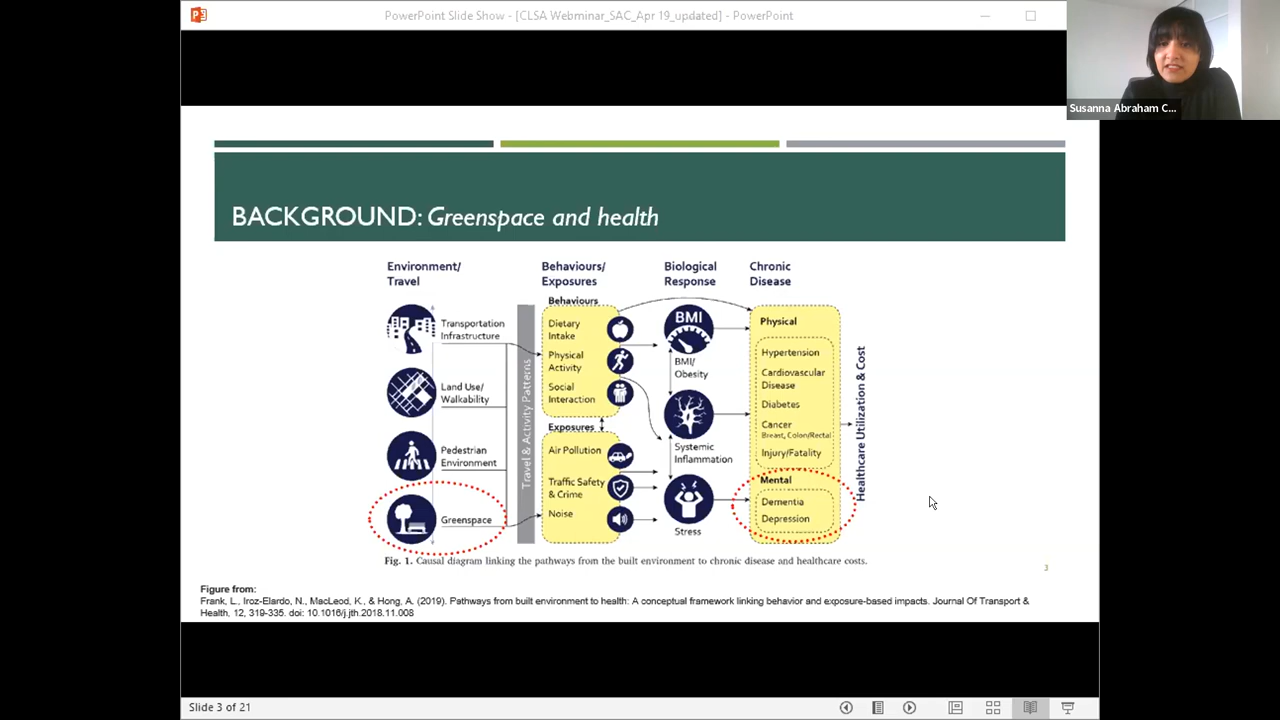 PowerPoint Slide Show - [CLSA Webminar_SAC_Apr 19_updated] - PowerPoint
Susanna Abraham C...
BACKGROUND: Greenspace and health
Environment/
Travel
Transportation
Infrastructure
Land Use/
Walkability
Pedestrian
Environment
Greenspace
Travel & Activity Patterns
Behaviours/
Exposures
Behaviours
Dietary
Intake
Physical
Activity
Social
Interaction
Exposures
Air Pollution
Traffic Safety
& Crime
Noise
Biological
Response
BMI
BMI/
Obesity
Systemic
Inflammation
Stress
Chronic
Disease
Physical
Hypertension
Cardiovascular
Disease
Diabetes
Cancer
Breast, Colon/Rectal
Injury/Fatality
Mental
Dementia
Depression
Healthcare Utilization & Cost
Fig. 1. Causal diagram linking the pathways from the built environment to chronic disease and healthcare costs.
3
Figure from:
Frank, L., Iroz-Elardo, N., MacLeod, K., & Hong, A. (2019). Pathways from built environment to health: A conceptual framework linking behavior and exposure-based impacts. Journal Of Transport &
Health, 12, 319-335. doi: 10.1016/j.jth.2018.11.008
Slide 3 of 21